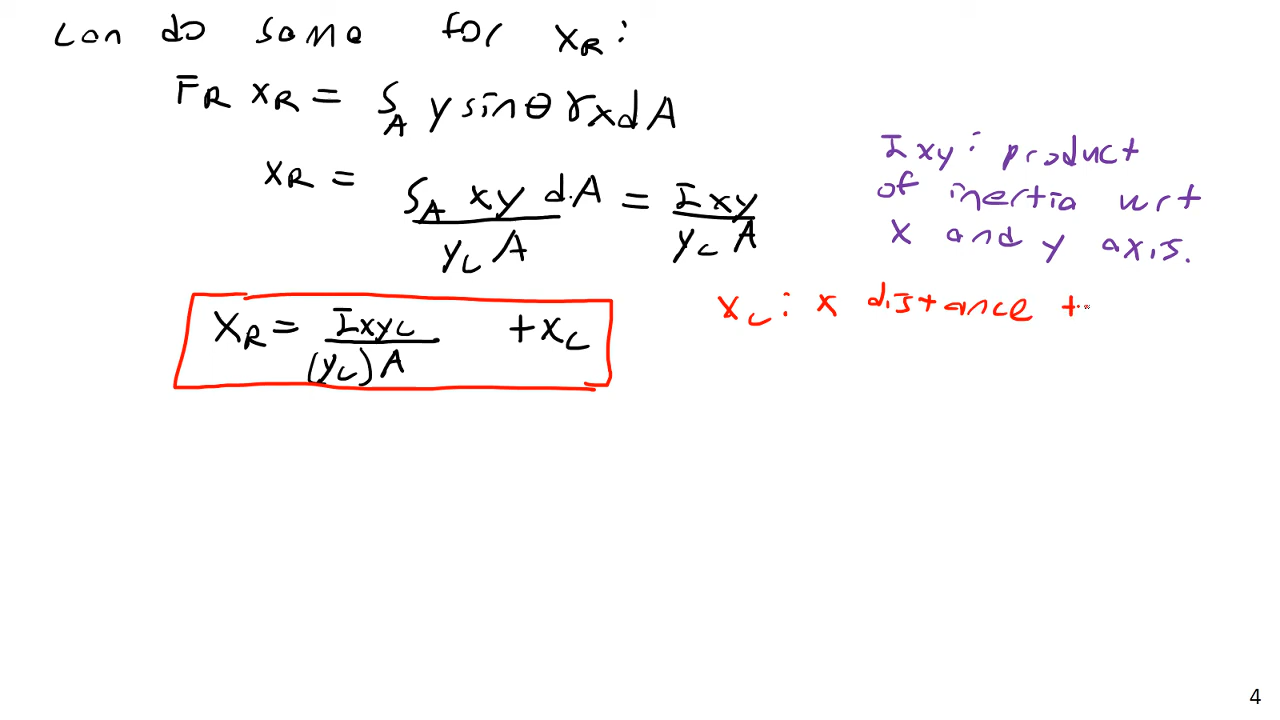 can do same for xR:
FR xR = ∫A y sinθ γ x dA
xR = ∫A xy dA / yc A = Ixy / yc A
Ixy: product
of inertia wrt
x and y axis.
xR = Ixyc / (yc) A + xc
xc: x distance t
4